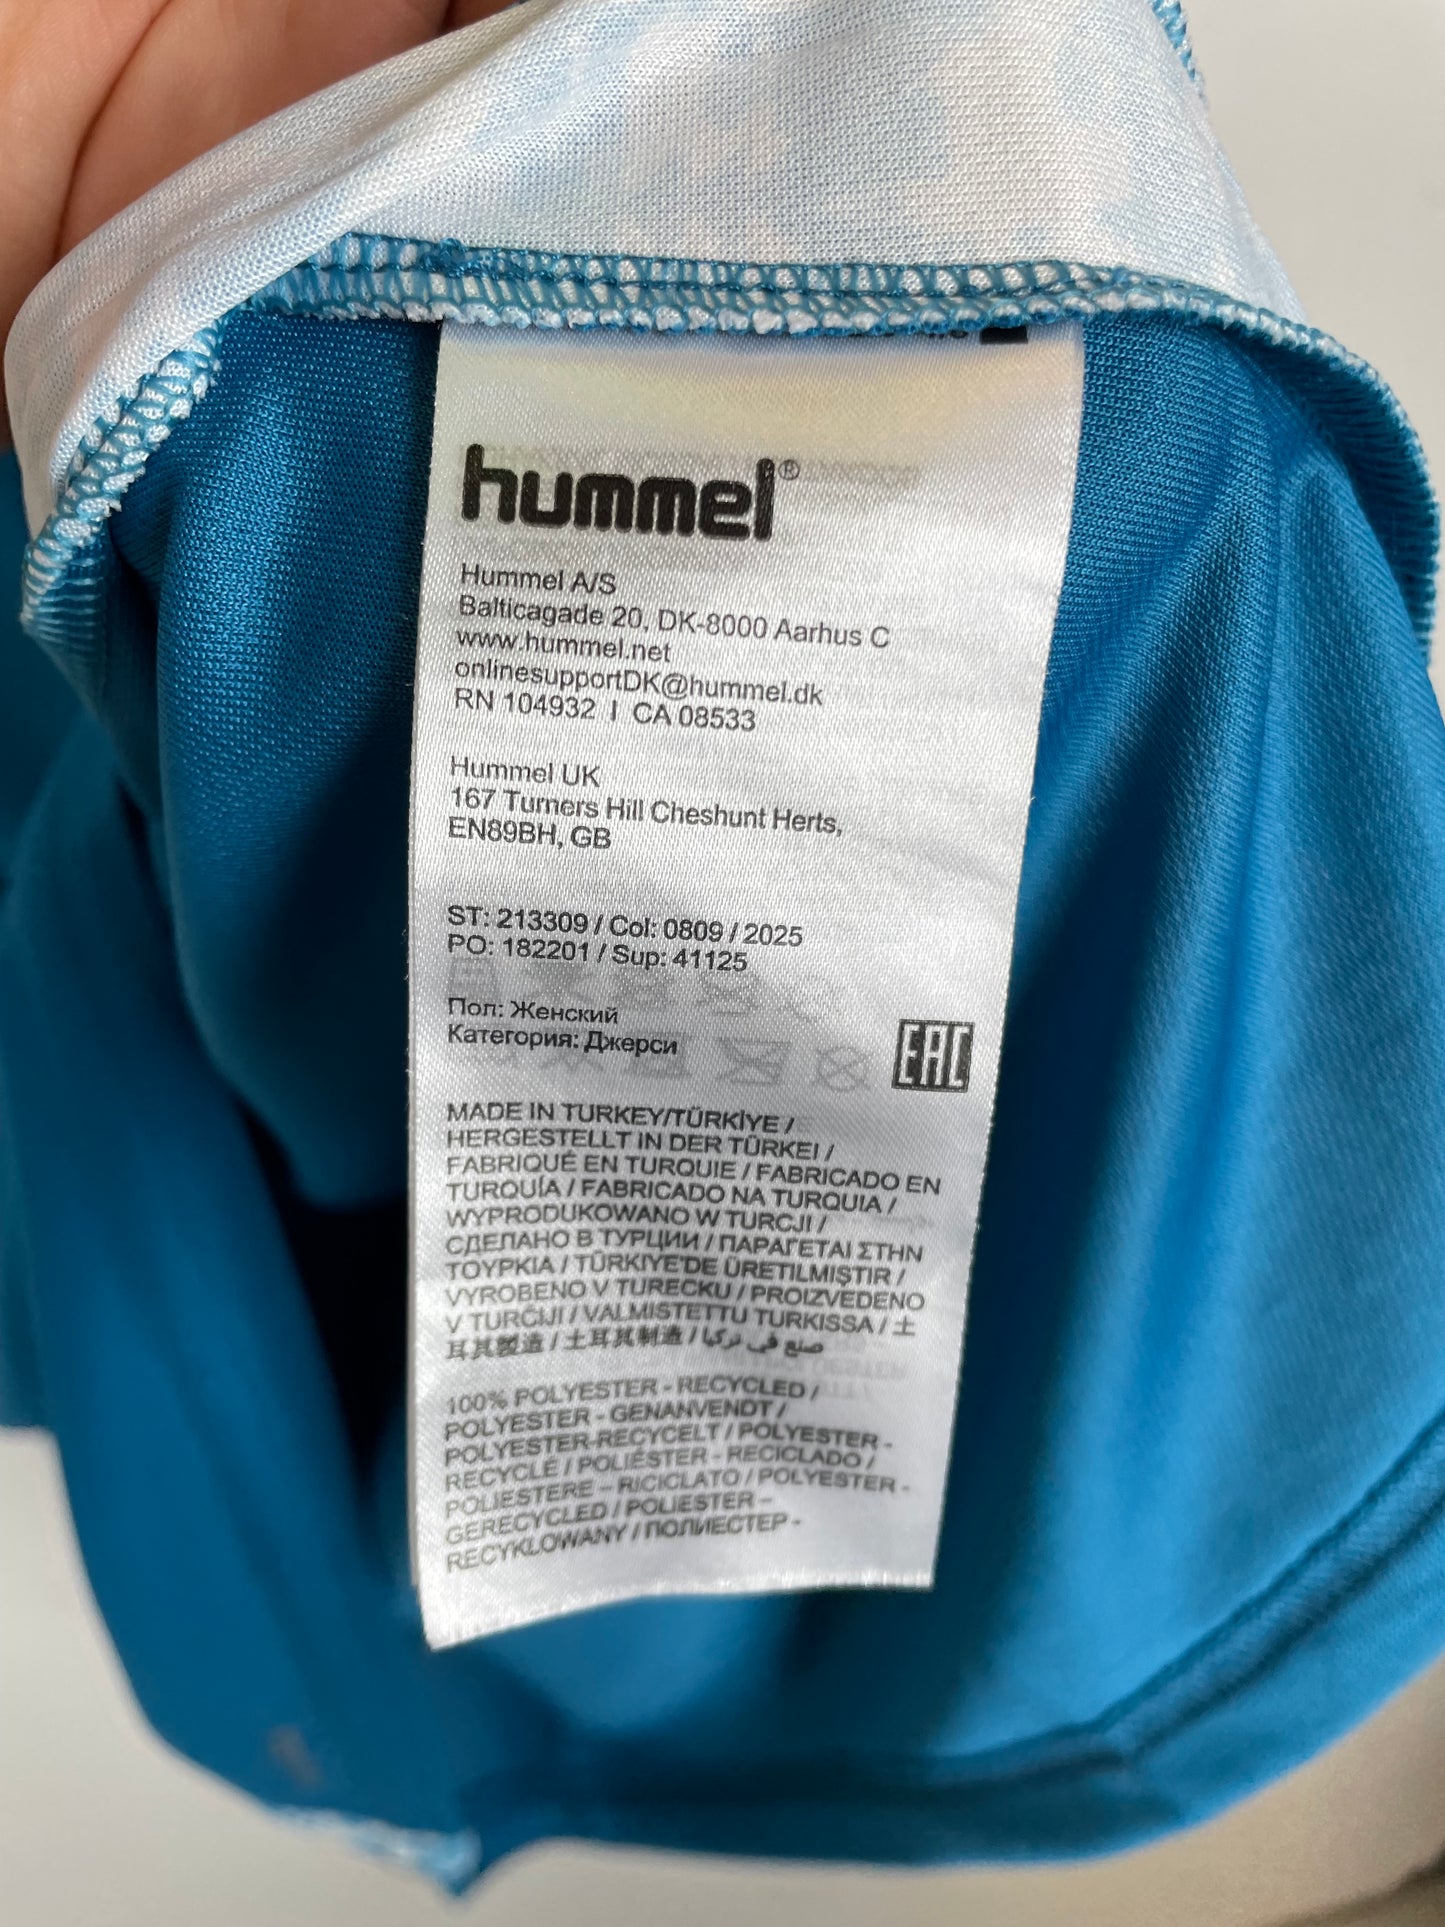 hummel®
Hummel A/S
Balticagade 20, DK-8000 Aarhus C
www.hummel.net
onlinesupportDK@hummel.dk
RN 104932 | CA 08533
Hummel UK
167 Turners Hill Cheshunt Herts,
EN89BH, GB
ST: 213309 / Col: 0809 / 2025
PO: 182201 / Sup: 41125
Пол: Женский
Категория: Джерси
EAC
MADE IN TURKEY/TÜRKİYE /
HERGESTELLT IN DER TÜRKEI /
FABRIQUÉ EN TURQUIE / FABRICADO EN
TURQUÍA / FABRICADO NA TURQUIA /
WYPRODUKOWANO W TURCJI /
СДЕЛАНО В ТУРЦИИ / ΠΑΡΑΓΕΤΑΙ ΣΤΗΝ
ΤΟΥΡΚΙΑ / TÜRKİYE'DE ÜRETİLMİŞTİR /
VYROBENO V TURECKU / PROIZVEDENO
V TURČIJI / VALMISTETTU TURKISSA / 土
耳其製造 / 土耳其制造 / صنع في تركيا
100% POLYESTER - RECYCLED /
POLYESTER - GENANVENDT /
POLYESTER-RECYCELT / POLYESTER -
RECYCLÉ / POLIÉSTER - RECICLADO /
POLIESTERE – RICICLATO / POLYESTER -
GERECYCLED / POLIESTER –
RECYKLOWANY / ПОЛИЕСТЕР -